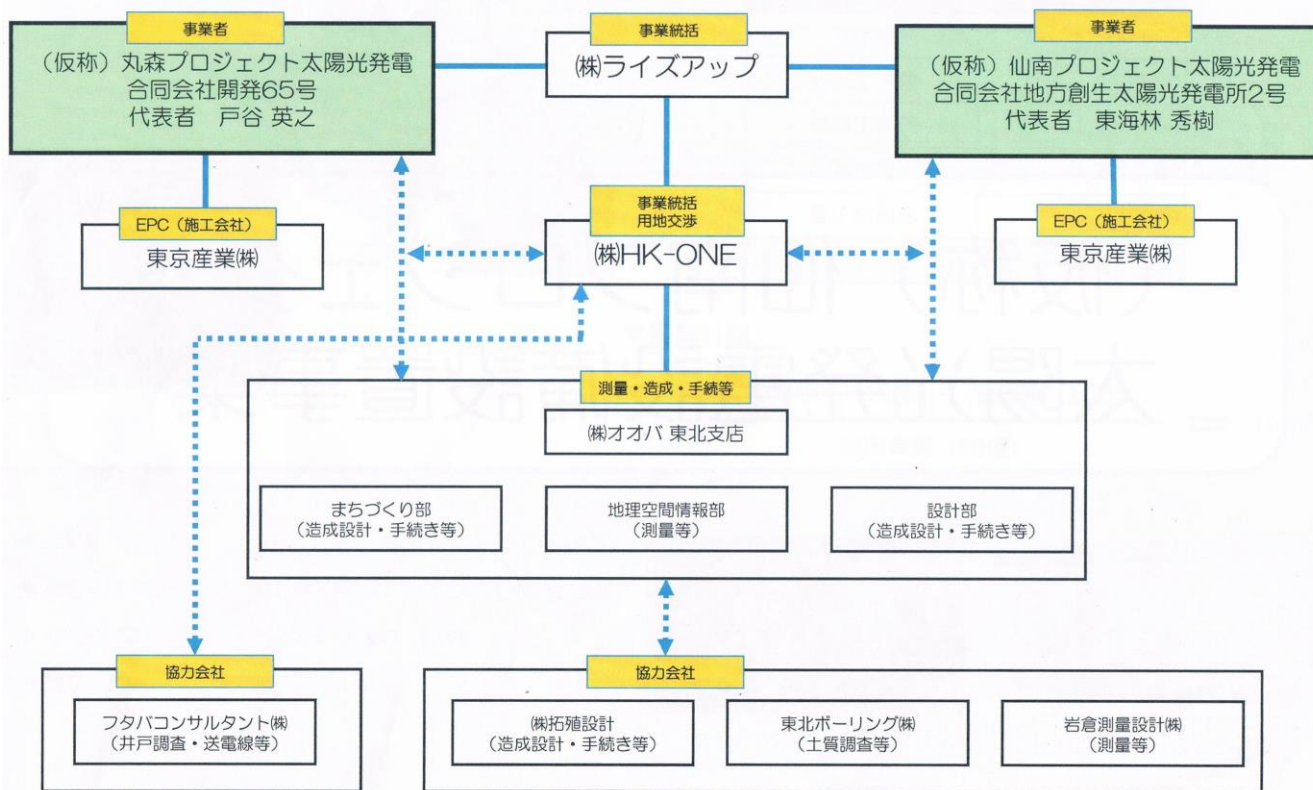 事業者
（仮称）丸森プロジェクト太陽光発電
合同会社開発65号
代表者　戸谷 英之
事業統括
㈱ライズアップ
事業者
（仮称）仙南プロジェクト太陽光発電
合同会社地方創生太陽光発電所2号
代表者　東海林 秀樹
EPC（施工会社）
東京産業㈱
事業統括
用地交渉
㈱HK-ONE
EPC（施工会社）
東京産業㈱
測量・造成・手続等
㈱オオバ 東北支店
まちづくり部
（造成設計・手続き等）
地理空間情報部
（測量等）
設計部
（造成設計・手続き等）
協力会社
フタバコンサルタント㈱
（井戸調査・送電線等）
協力会社
㈱拓殖設計
（造成設計・手続き等）
東北ボーリング㈱
（土質調査等）
岩倉測量設計㈱
（測量等）